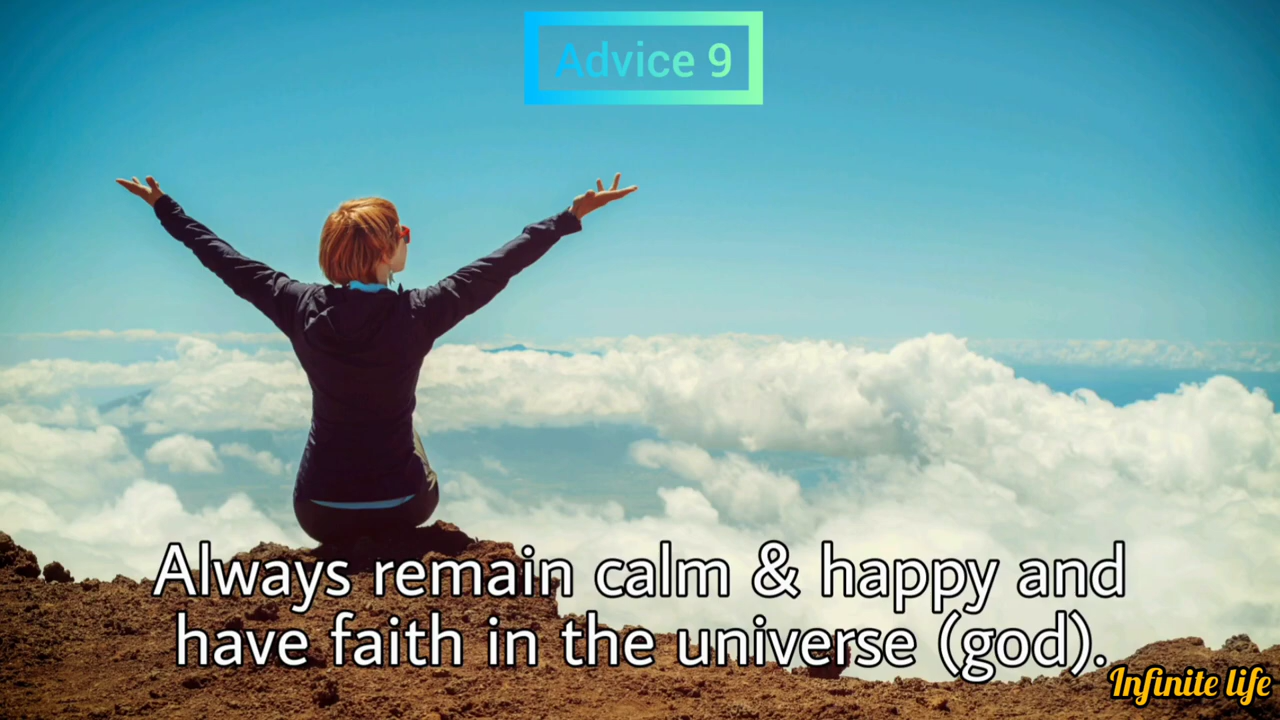 Advice 9
Always remain calm & happy and
have faith in the universe (god).
Infinite life